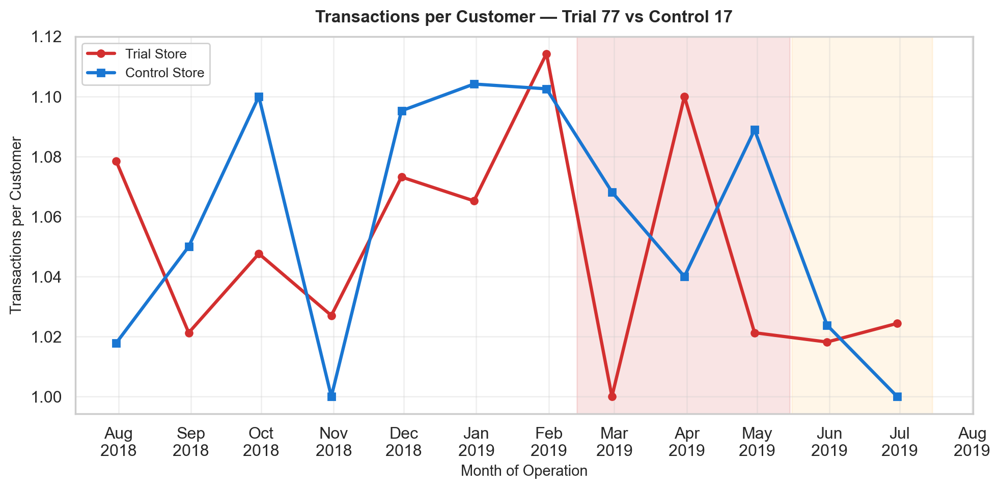 Transactions per Customer — Trial 77 vs Control 17
Trial Store
Control Store
Transactions per Customer
1.12
1.10
1.08
1.06
1.04
1.02
1.00
Aug Sep Oct Nov Dec Jan Feb Mar Apr May Jun Jul Aug
2018 2018 2018 2018 2018 2019 2019 2019 2019 2019 2019 2019 2019
Month of Operation